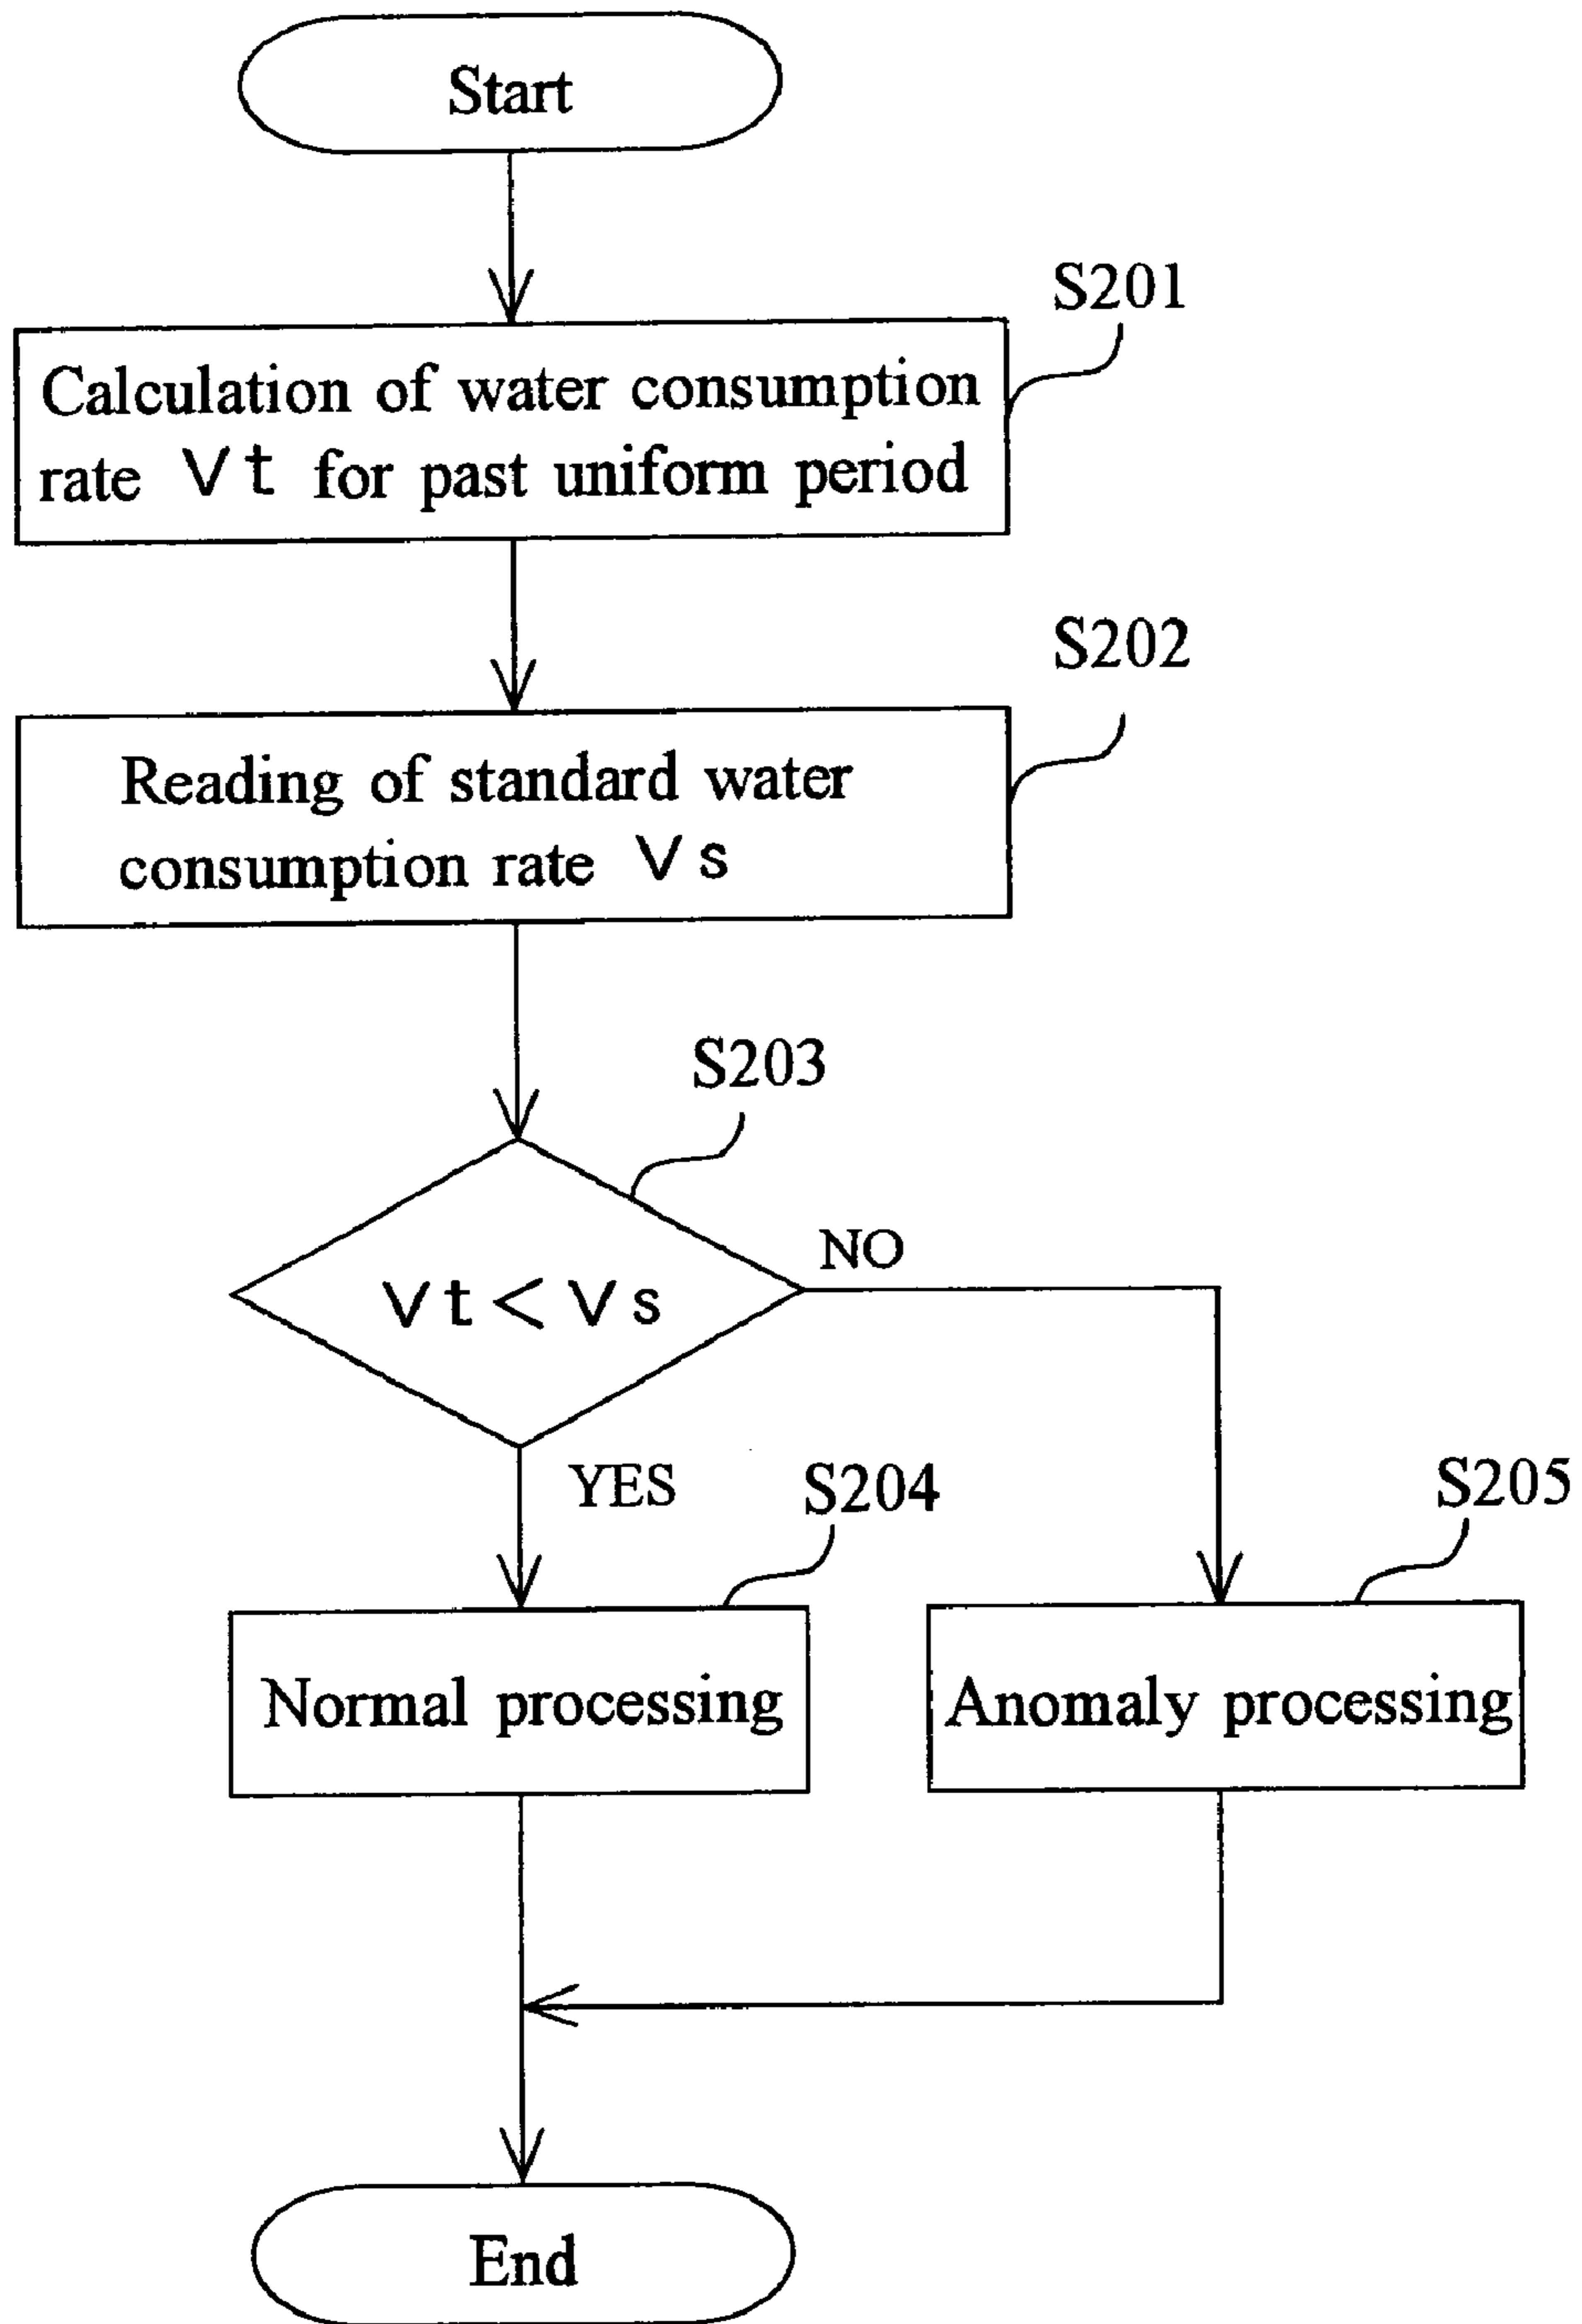 Start
S201
Calculation of water consumption
rate Vt for past uniform period
S202
Reading of standard water
consumption rate Vs
S203
NO
Vt<Vs
YES
S204
S205
Normal processing
Anomaly processing
End